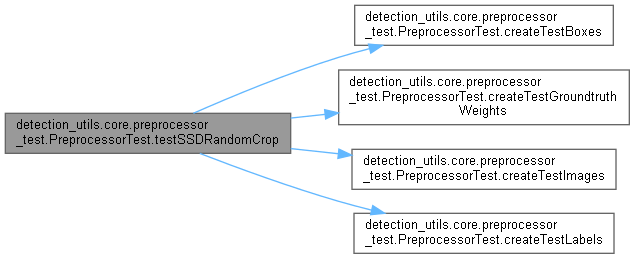 detection_utils.core.preprocessor
_test.PreprocessorTest.testSSDRandomCrop
detection_utils.core.preprocessor
_test.PreprocessorTest.createTestBoxes
detection_utils.core.preprocessor
_test.PreprocessorTest.createTestGroundtruth
Weights
detection_utils.core.preprocessor
_test.PreprocessorTest.createTestImages
detection_utils.core.preprocessor
_test.PreprocessorTest.createTestLabels